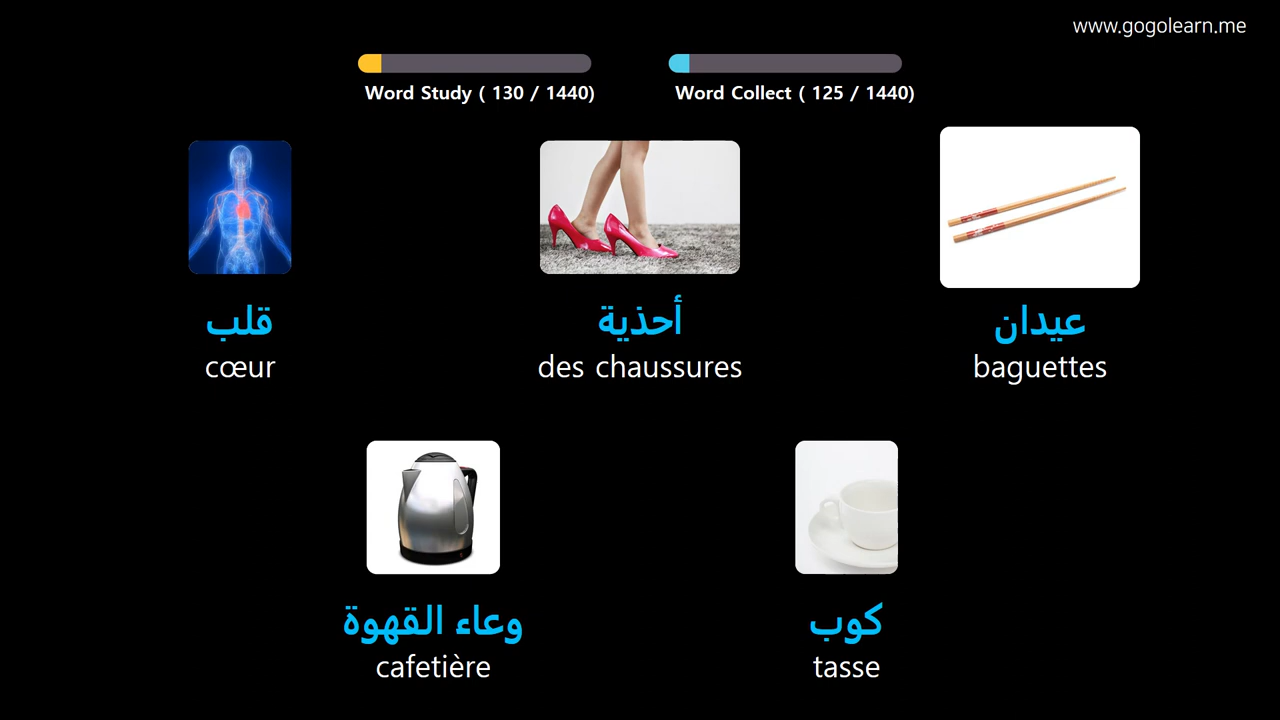 www.gogolearn.me
Word Study ( 130 / 1440)
Word Collect ( 125 / 1440)
قلب
cœur
أحذية
des chaussures
عيدان
baguettes
وعاء القهوة
cafetière
كوب
tasse